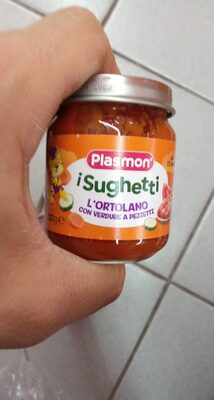 Plasmon
i Sughetti
L'ORTOLANO
CON VERDURE A PEZZETTI